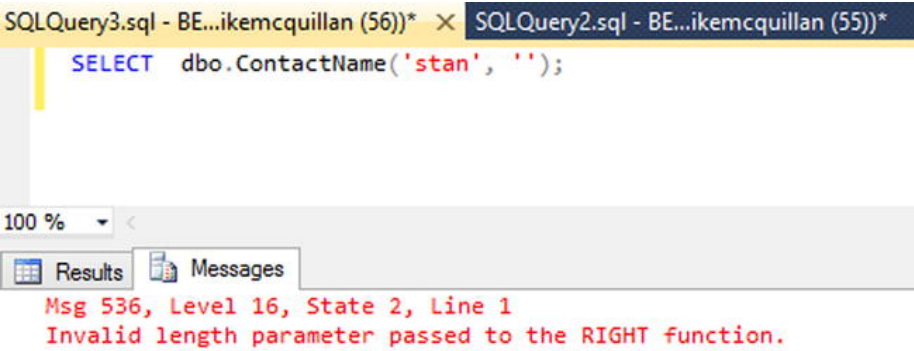 SQLQuery3.sql - BE...ikemcquillan (56))* SQLQuery2.sql - BE...ikemcquillan (55))*
SELECT dbo.ContactName('stan', '');
100 %
Results Messages
Msg 536, Level 16, State 2, Line 1
Invalid length parameter passed to the RIGHT function.